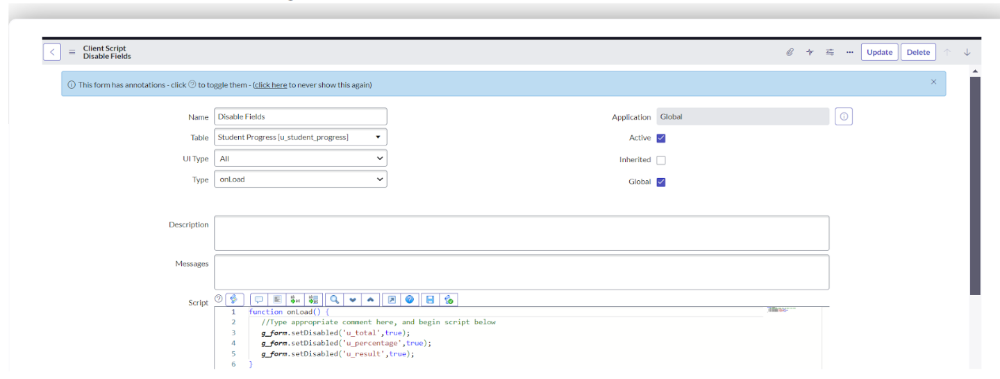 Client Script
Disable Fields
Update
Delete
This form has annotations - click ? to toggle them - (click here to never show this again)
Name
Disable Fields
Application
Global
Table
Student Progress [u_student_progress]
Active
UI Type
All
Inherited
Type
onLoad
Global
Description
Messages
Script
1 function onLoad() {
2 //Type appropriate comment here, and begin script below
3 g_form.setDisabled('u_total',true);
4 g_form.setDisabled('u_percentage',true);
5 g_form.setDisabled('u_result',true);
6 }